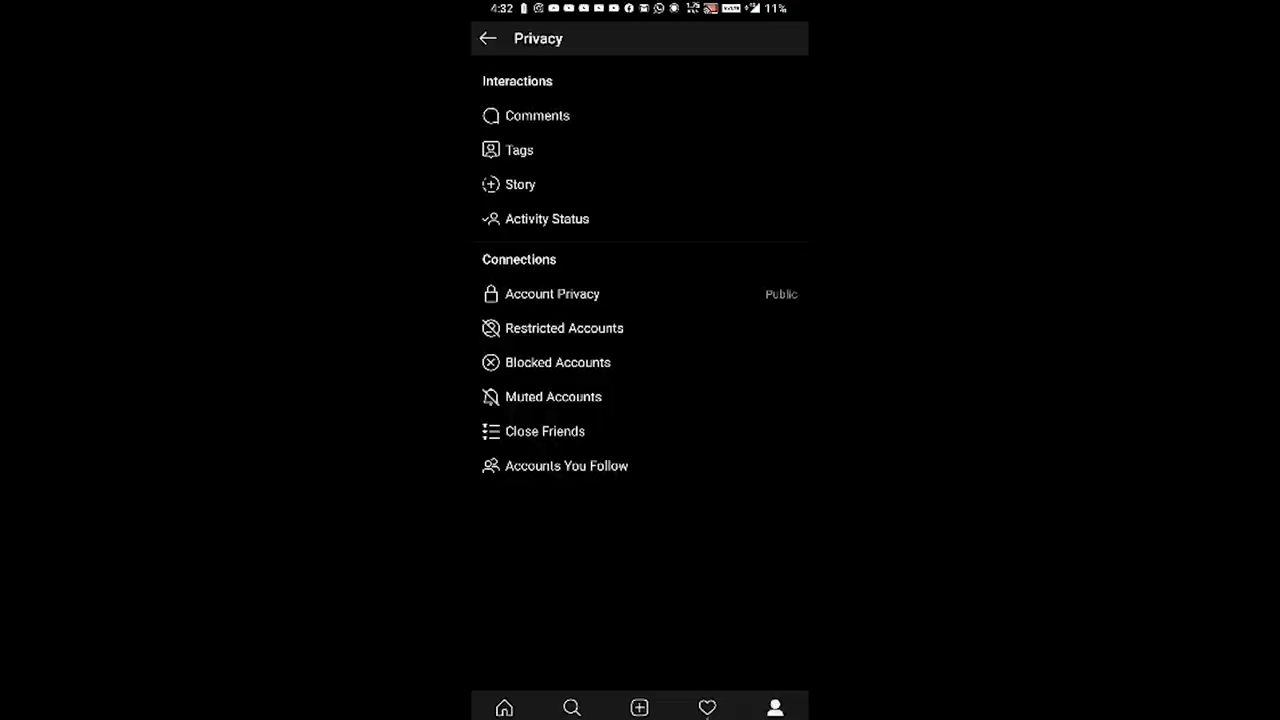 4:32 11%
Privacy
Interactions
Comments
Tags
Story
Activity Status
Connections
Account Privacy Public
Restricted Accounts
Blocked Accounts
Muted Accounts
Close Friends
Accounts You Follow